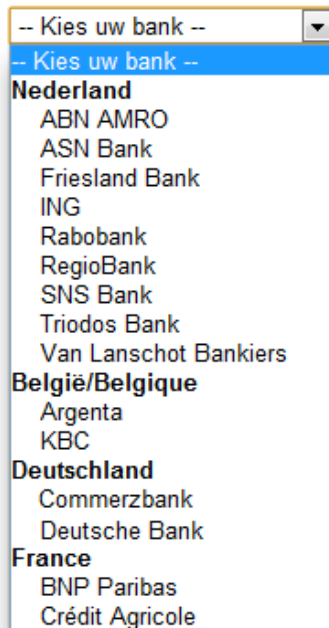 -- Kies uw bank --
-- Kies uw bank --
Nederland
ABN AMRO
ASN Bank
Friesland Bank
ING
Rabobank
RegioBank
SNS Bank
Triodos Bank
Van Lanschot Bankiers
België/Belgique
Argenta
KBC
Deutschland
Commerzbank
Deutsche Bank
France
BNP Paribas
Crédit Agricole